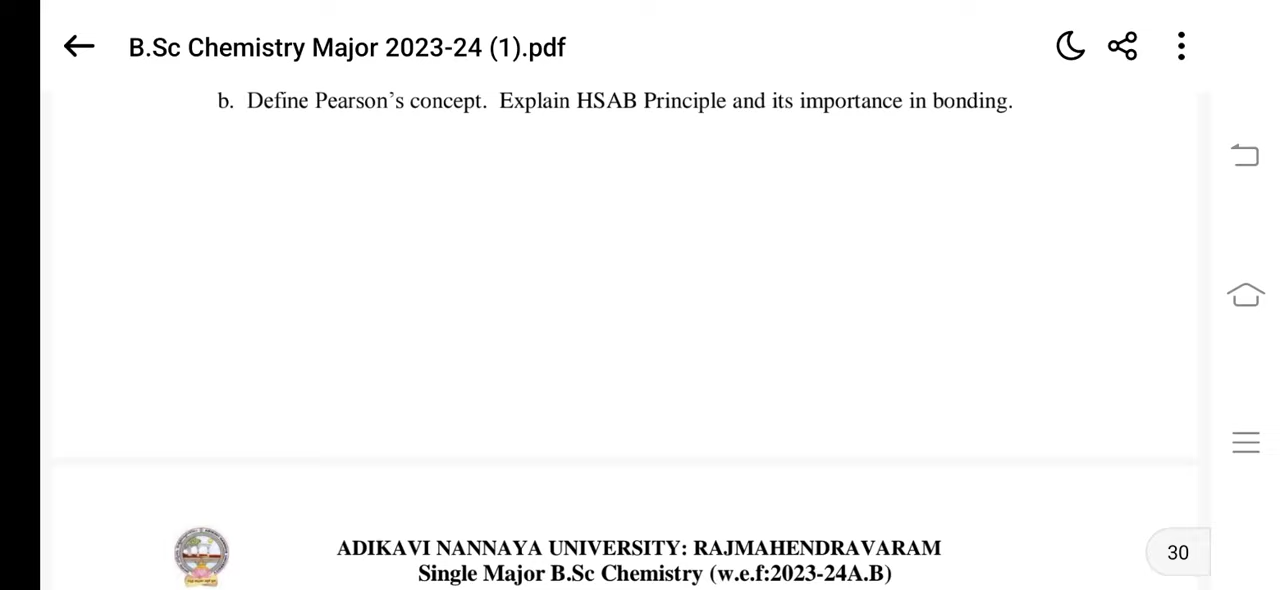 B.Sc Chemistry Major 2023-24 (1).pdf
b. Define Pearson’s concept. Explain HSAB Principle and its importance in bonding.
ADIKAVI NANNAYA UNIVERSITY: RAJMAHENDRAVARAM
Single Major B.Sc Chemistry (w.e.f:2023-24A.B)
30